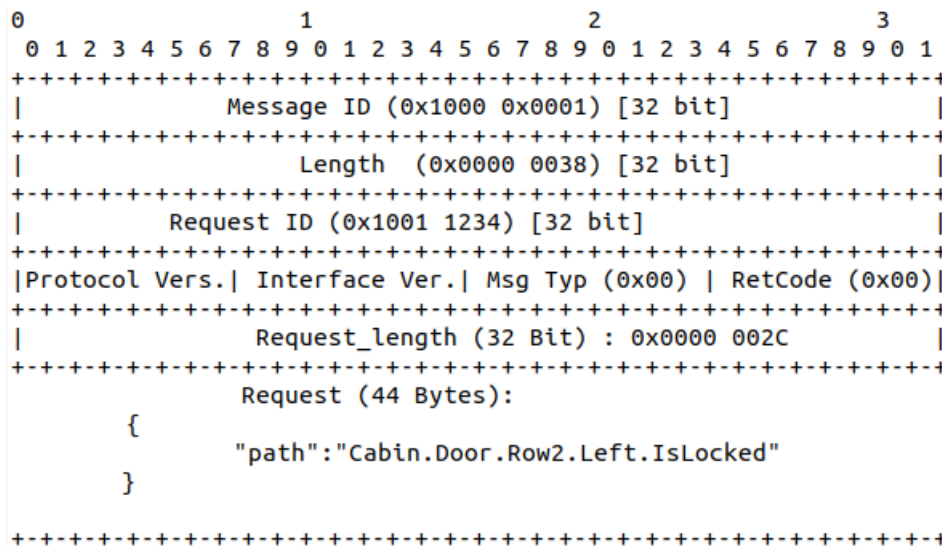 0                   1                   2                   3
 0 1 2 3 4 5 6 7 8 9 0 1 2 3 4 5 6 7 8 9 0 1 2 3 4 5 6 7 8 9 0 1
+-+-+-+-+-+-+-+-+-+-+-+-+-+-+-+-+-+-+-+-+-+-+-+-+-+-+-+-+-+-+-+-+
|              Message ID (0x1000 0x0001) [32 bit]              |
+-+-+-+-+-+-+-+-+-+-+-+-+-+-+-+-+-+-+-+-+-+-+-+-+-+-+-+-+-+-+-+-+
|                   Length  (0x0000 0038) [32 bit]              |
+-+-+-+-+-+-+-+-+-+-+-+-+-+-+-+-+-+-+-+-+-+-+-+-+-+-+-+-+-+-+-+-+
|          Request ID (0x1001 1234) [32 bit]                    |
+-+-+-+-+-+-+-+-+-+-+-+-+-+-+-+-+-+-+-+-+-+-+-+-+-+-+-+-+-+-+-+-+
|Protocol Vers.| Interface Ver.| Msg Typ (0x00) | RetCode (0x00)|
+-+-+-+-+-+-+-+-+-+-+-+-+-+-+-+-+-+-+-+-+-+-+-+-+-+-+-+-+-+-+-+-+
|                Request_length (32 Bit) : 0x0000 002C          |
+-+-+-+-+-+-+-+-+-+-+-+-+-+-+-+-+-+-+-+-+-+-+-+-+-+-+-+-+-+-+-+-+
                Request (44 Bytes):
        {
               "path":"Cabin.Door.Row2.Left.IsLocked"
        }
+-+-+-+-+-+-+-+-+-+-+-+-+-+-+-+-+-+-+-+-+-+-+-+-+-+-+-+-+-+-+-+-+